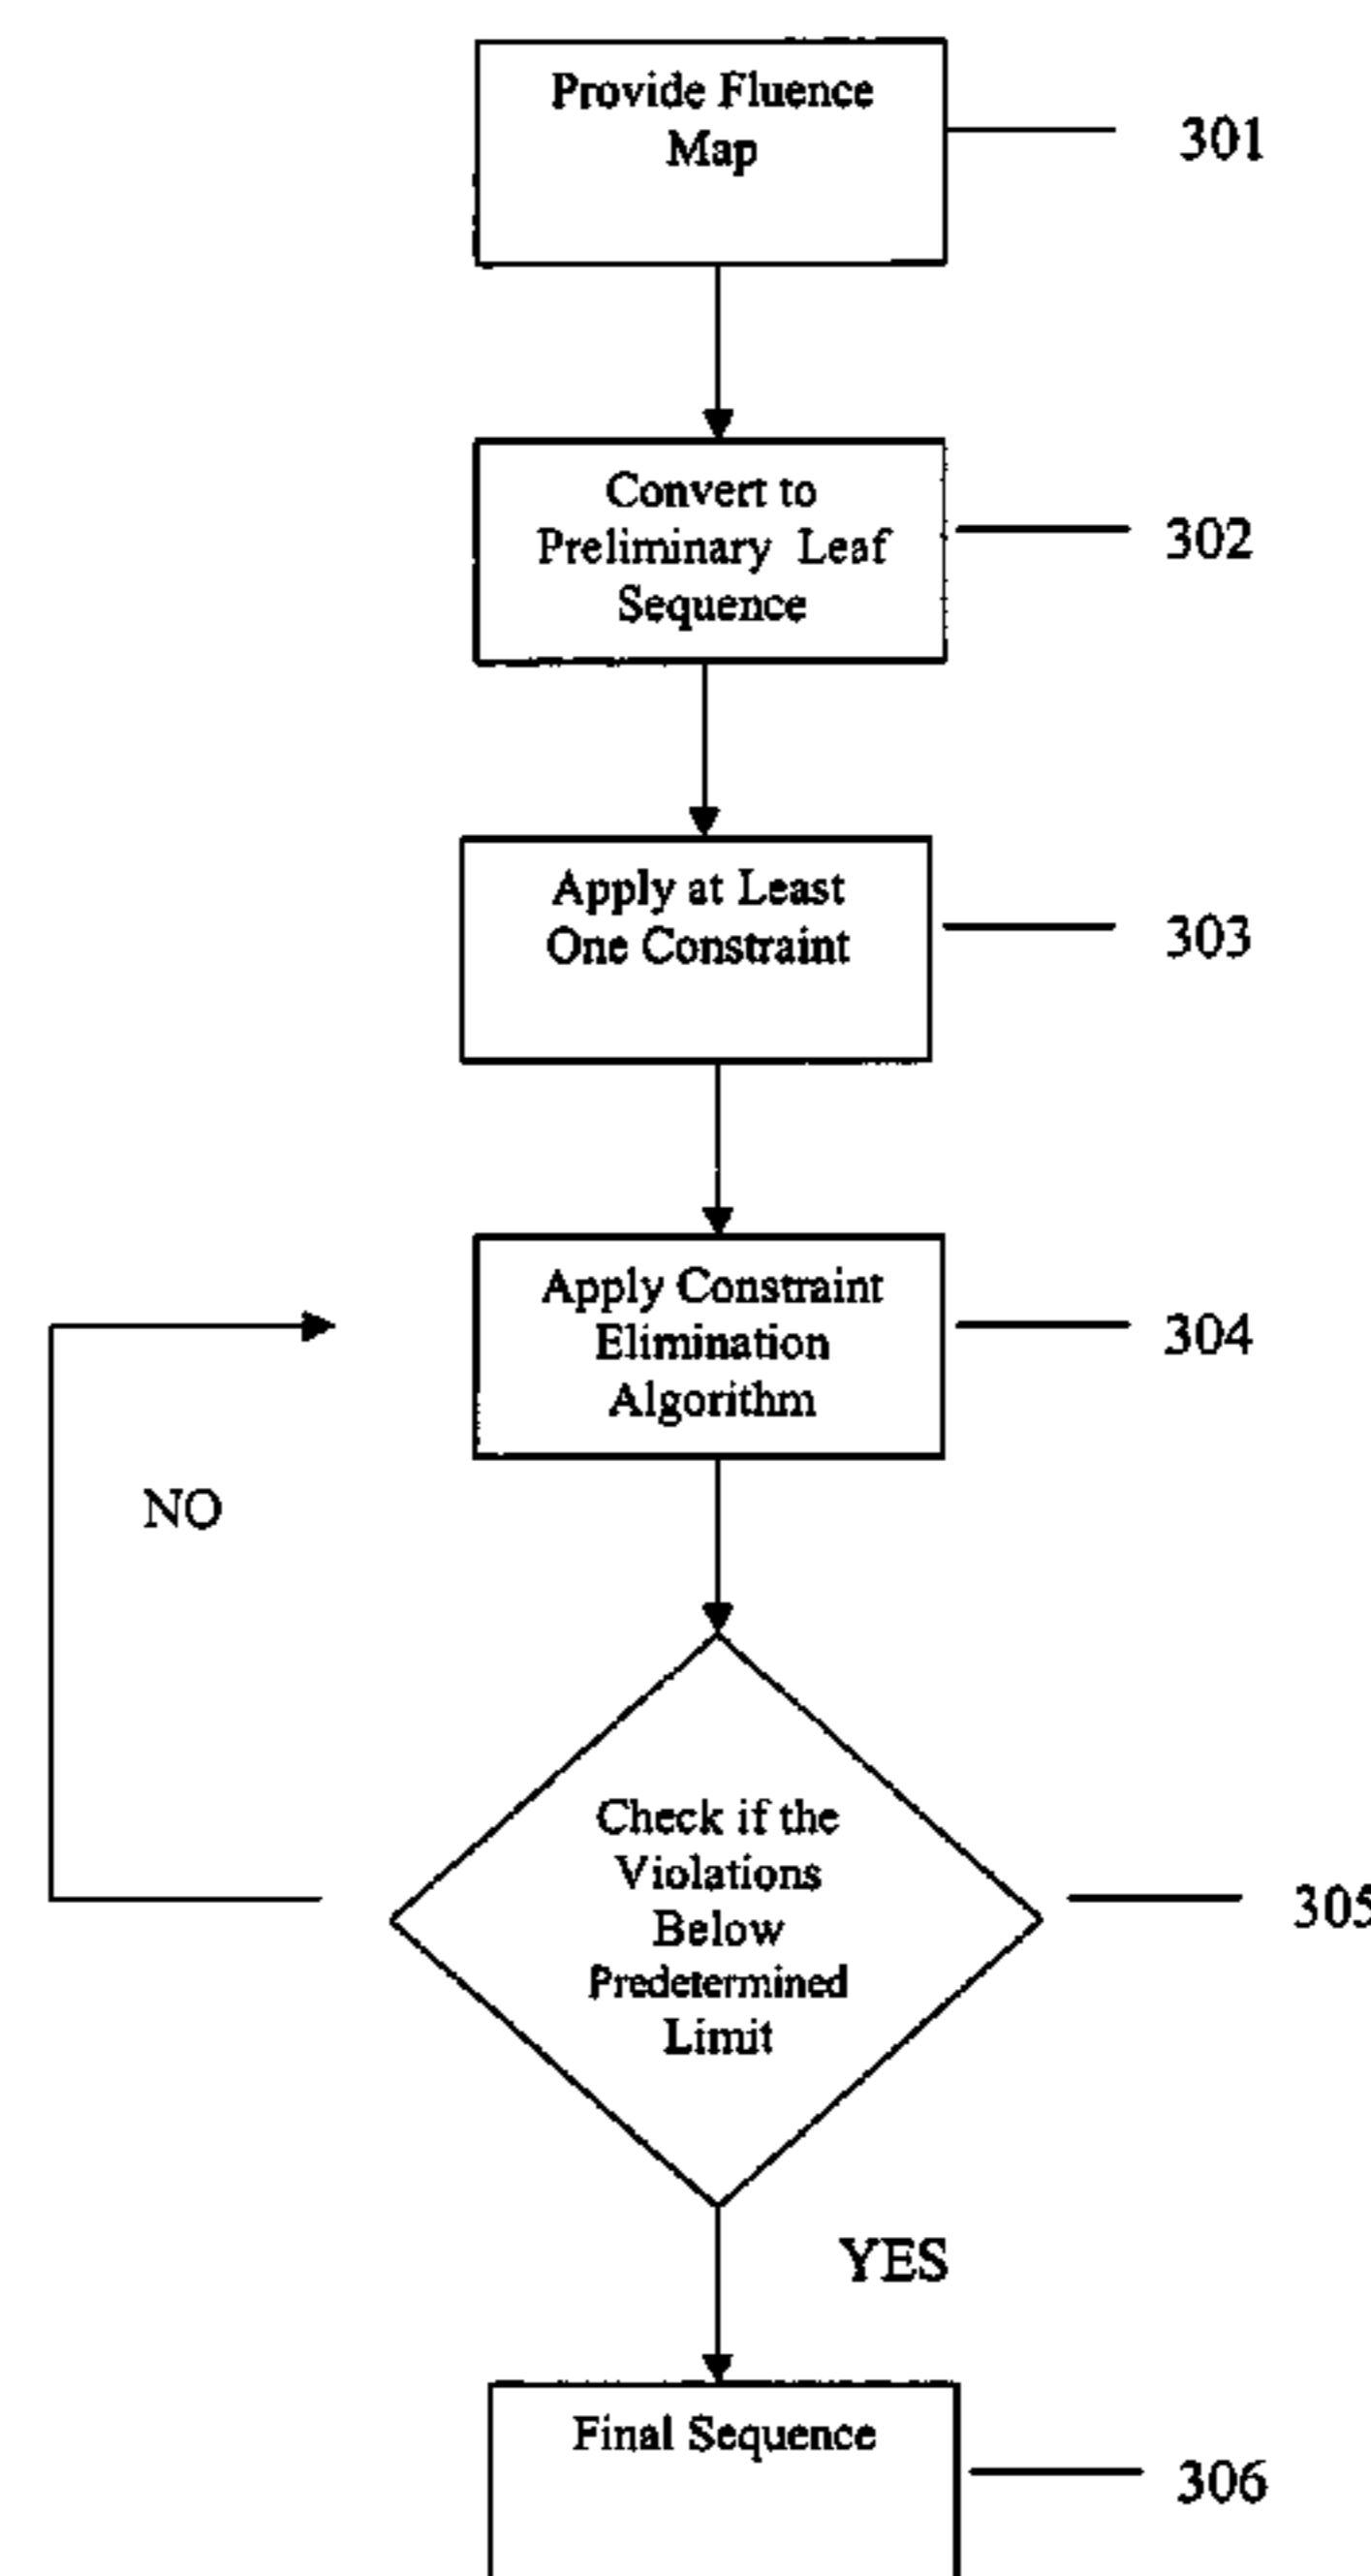 Provide Fluence
Map
301
Convert to
Preliminary Leaf
Sequence
302
Apply at Least
One Constraint
303
Apply Constraint
Elimination
Algorithm
304
NO
Check if the
Violations
Below
Predetermined
Limit
305
YES
Final Sequence
306